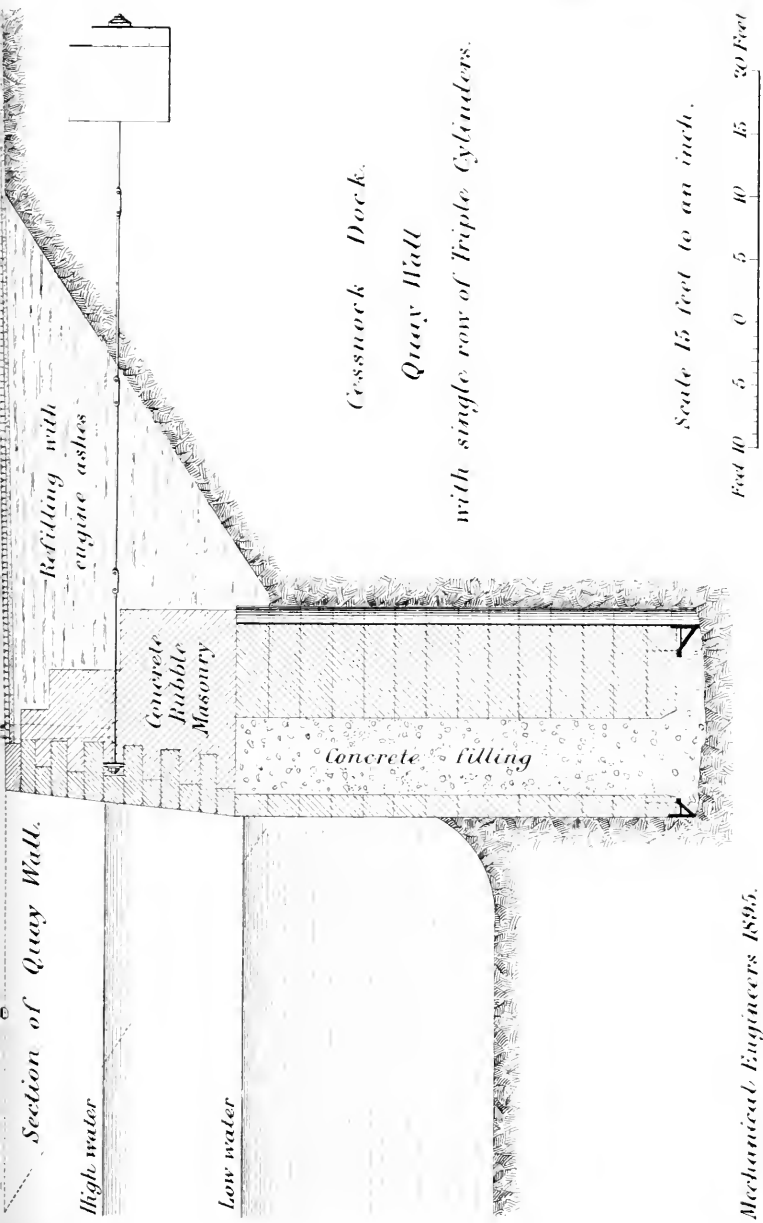 Section of Quay Wall.
High water
Low water
Refilling with
engine ashes
Concrete
Rubble
Masonry
Concrete filling
Cessnock Dock.
Quay Wall
with single row of Triple Cylinders.
Scale 15 feet to an inch.
Feet 10 5 0 5 10 15 20 Feet
Mechanical Engineers 1895.